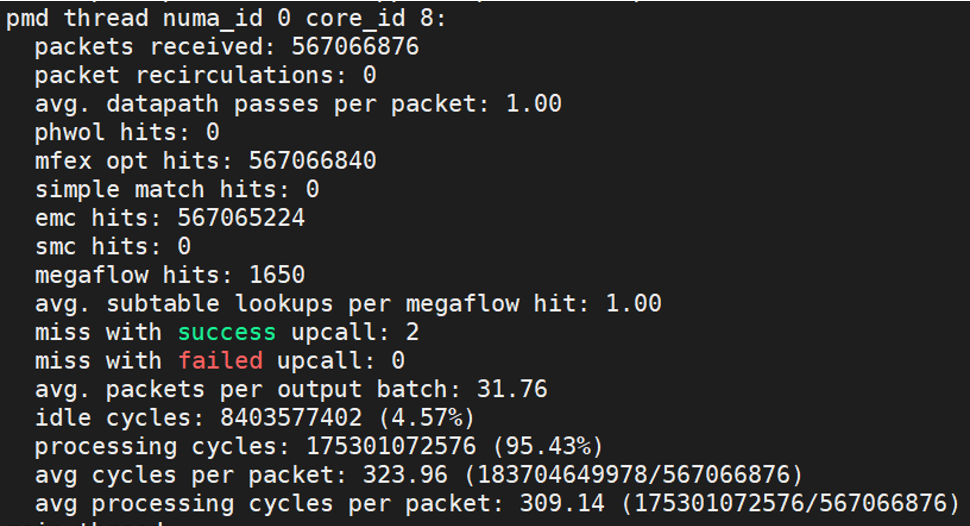 pmd thread numa_id 0 core_id 8:
packets received: 567066876
packet recirculations: 0
avg. datapath passes per packet: 1.00
phwol hits: 0
mfex opt hits: 567066840
simple match hits: 0
emc hits: 567065224
smc hits: 0
megaflow hits: 1650
avg. subtable lookups per megaflow hit: 1.00
miss with success upcall: 2
miss with failed upcall: 0
avg. packets per output batch: 31.76
idle cycles: 8403577402 (4.57%)
processing cycles: 175301072576 (95.43%)
avg cycles per packet: 323.96 (183704649978/567066876)
avg processing cycles per packet: 309.14 (175301072576/567066876)